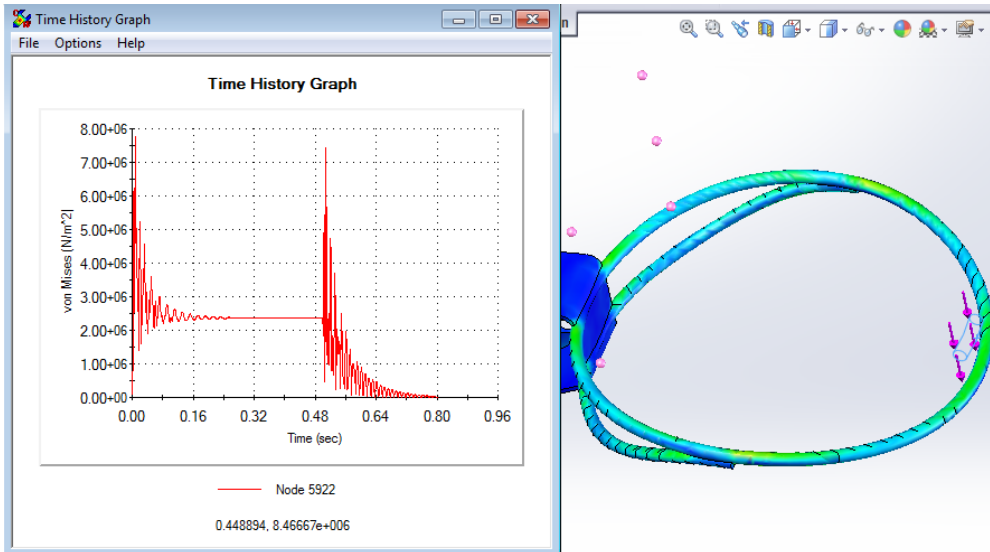 Time History Graph
n
File Options Help
Time History Graph
8.00+06
7.00+06
6.00+06
5.00+06
4.00+06
3.00+06
2.00+06
1.00+06
0.00+00
von Mises [N/m^2]
0.00 0.16 0.32 0.48 0.64 0.80 0.96
Time (sec)
Node 5922
0.448894, 8.46667e+006